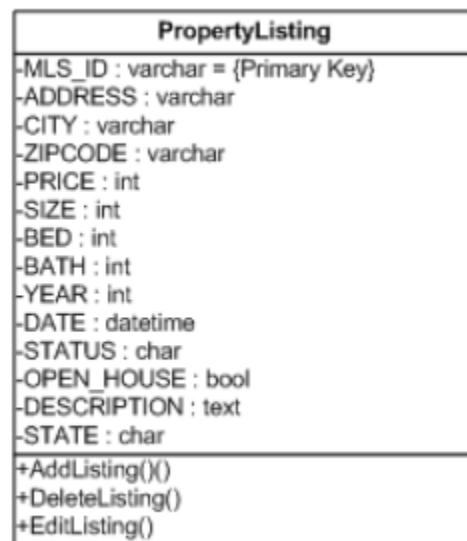 PropertyListing
-MLS_ID : varchar = {Primary Key}
-ADDRESS : varchar
-CITY : varchar
-ZIPCODE : varchar
-PRICE : int
-SIZE : int
-BED : int
-BATH : int
-YEAR : int
-DATE : datetime
-STATUS : char
-OPEN_HOUSE : bool
-DESCRIPTION : text
-STATE : char
+AddListing()()
+DeleteListing()
+EditListing()